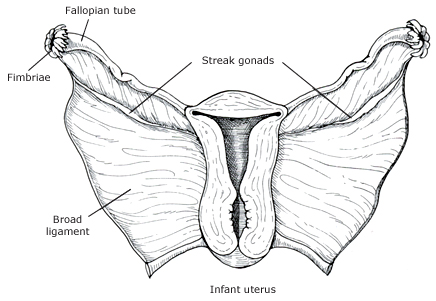 Fallopian tube
Streak gonads
Fimbriae
Broad
ligament
Infant uterus